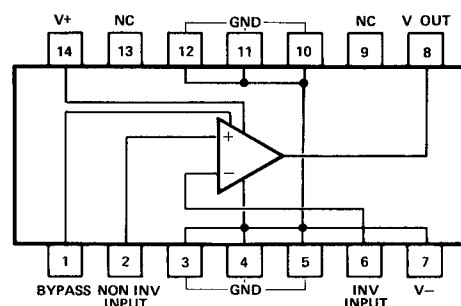 V+ NC GND NC V OUT
14 13 12 11 10 9 8
+
−
1 2 3 4 5 6 7
BYPASS NON INV INPUT GND INV INPUT V−